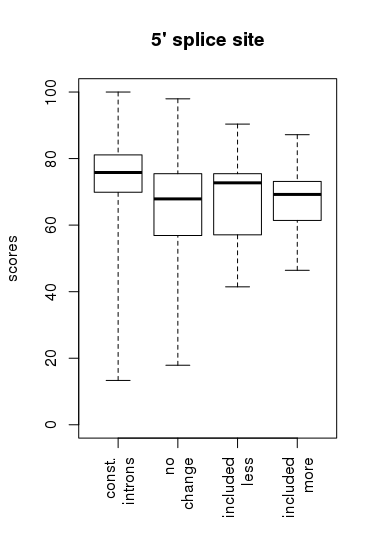 5' splice site
scores
100
80
60
40
20
0
const.
introns
no
change
included
less
included
more